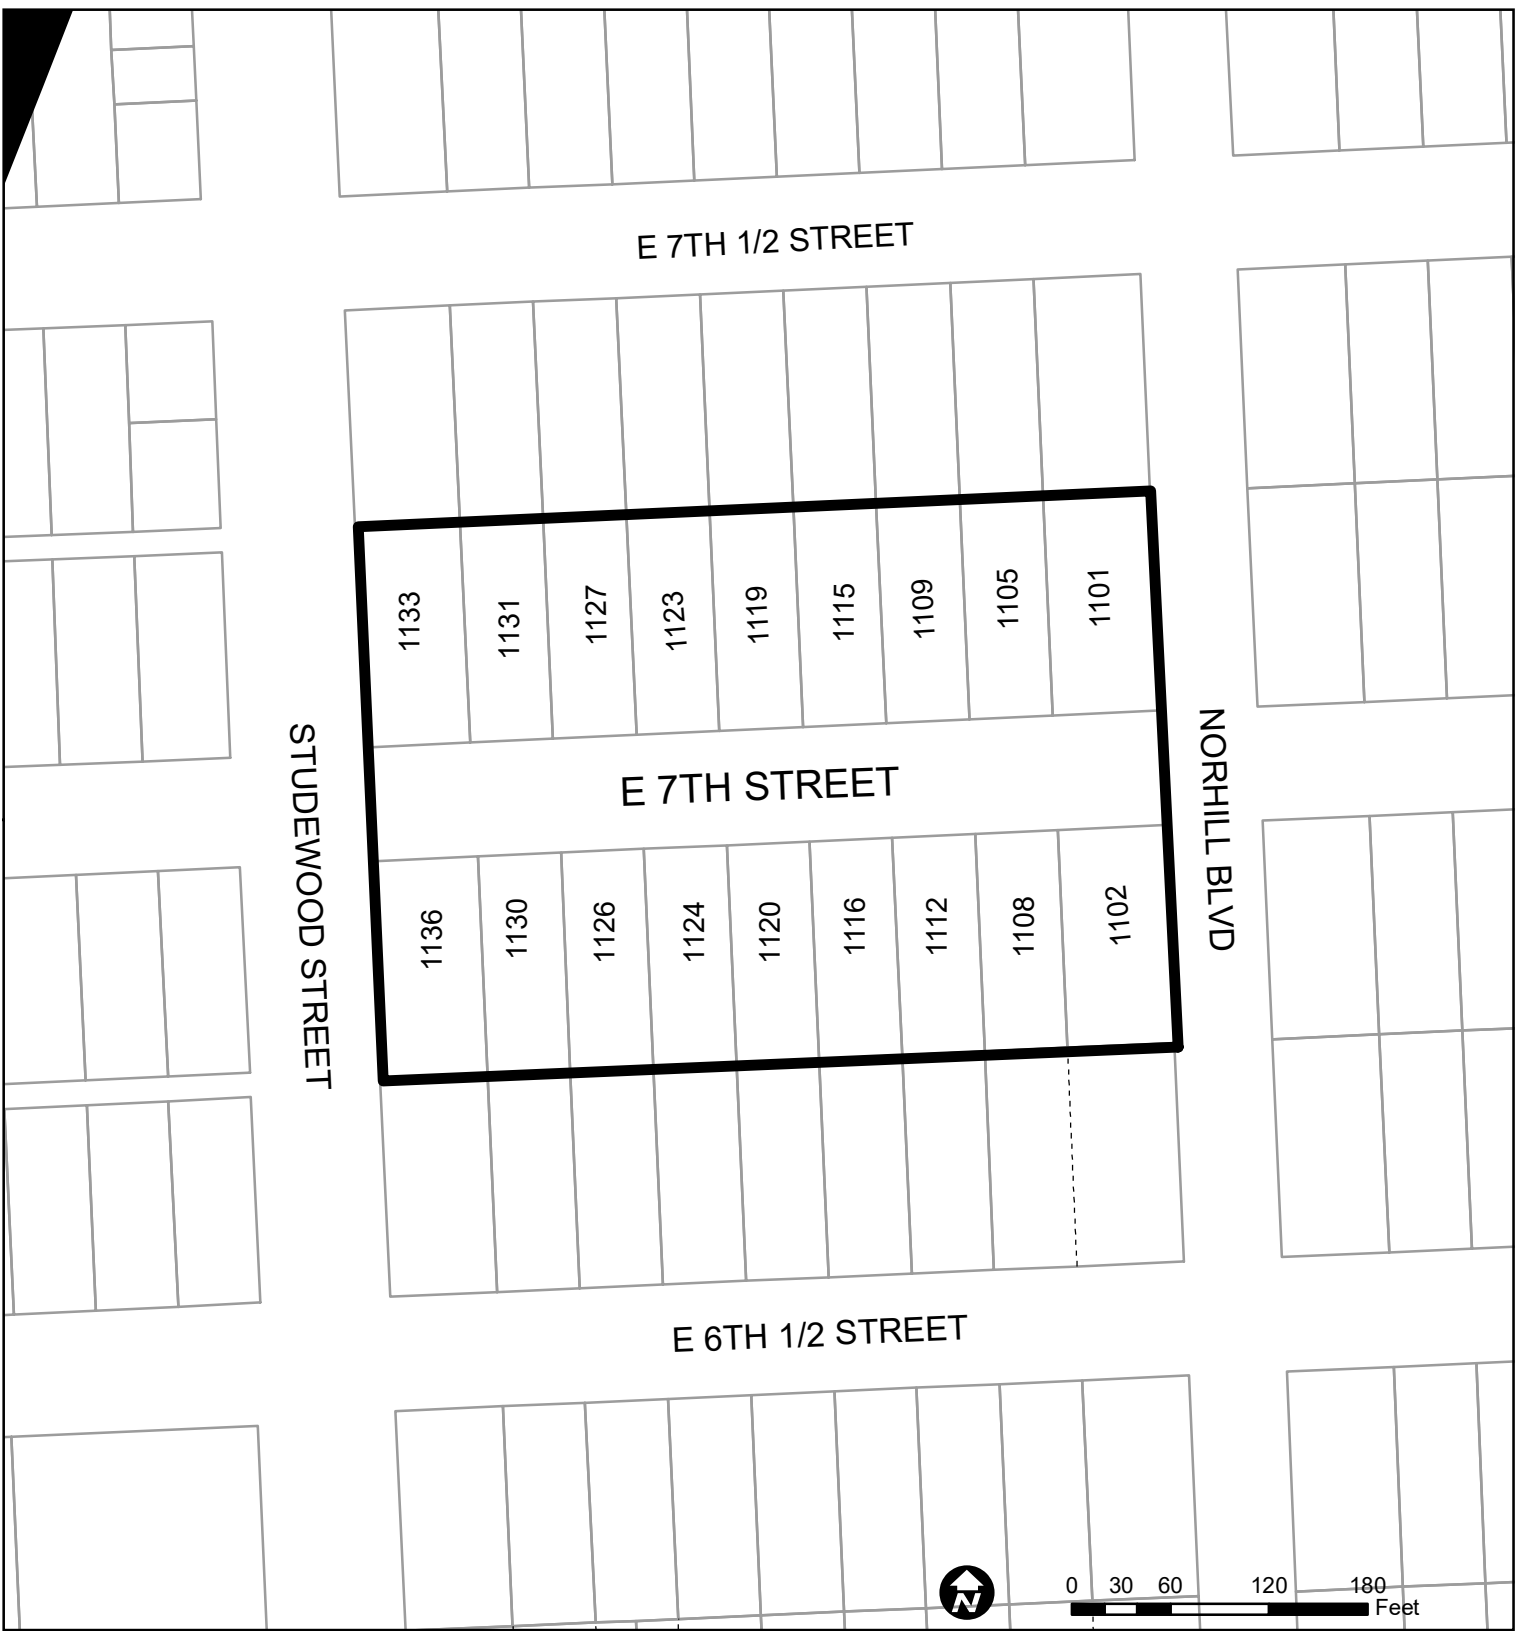 E 7TH 1/2 STREET
1133
1131
1127
1123
1119
1115
1109
1105
1101
STUDEWOOD STREET
E 7TH STREET
NORHILL BLVD
1136
1130
1126
1124
1120
1116
1112
1108
1102
E 6TH 1/2 STREET
N
0 30 60 120 180
Feet